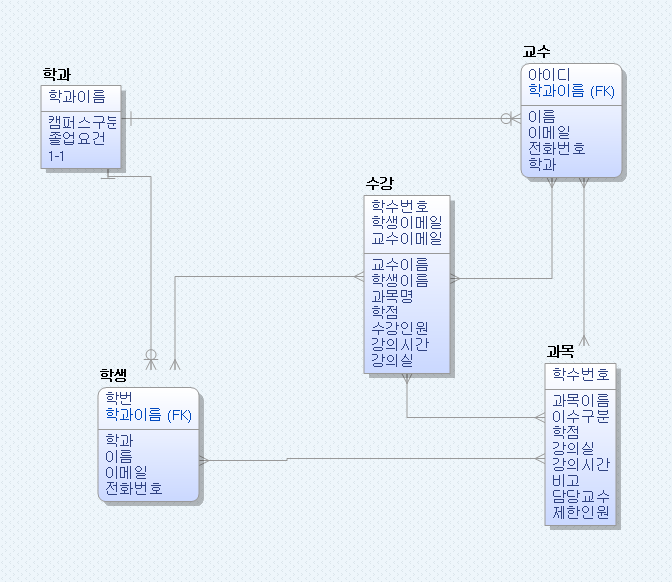 학과
학과이름
캠퍼스구분
졸업요건
1-1
교수
아이디
학과이름 (FK)
이름
이메일
전화번호
학과
수강
학수번호
학생이메일
교수이메일
교수이름
학생이름
과목명
학점
수강인원
강의시간
강의실
학생
학번
학과이름 (FK)
학과
이름
이메일
전화번호
과목
학수번호
과목이름
이수구분
학점
강의실
강의시간
비고
담당교수
제한인원